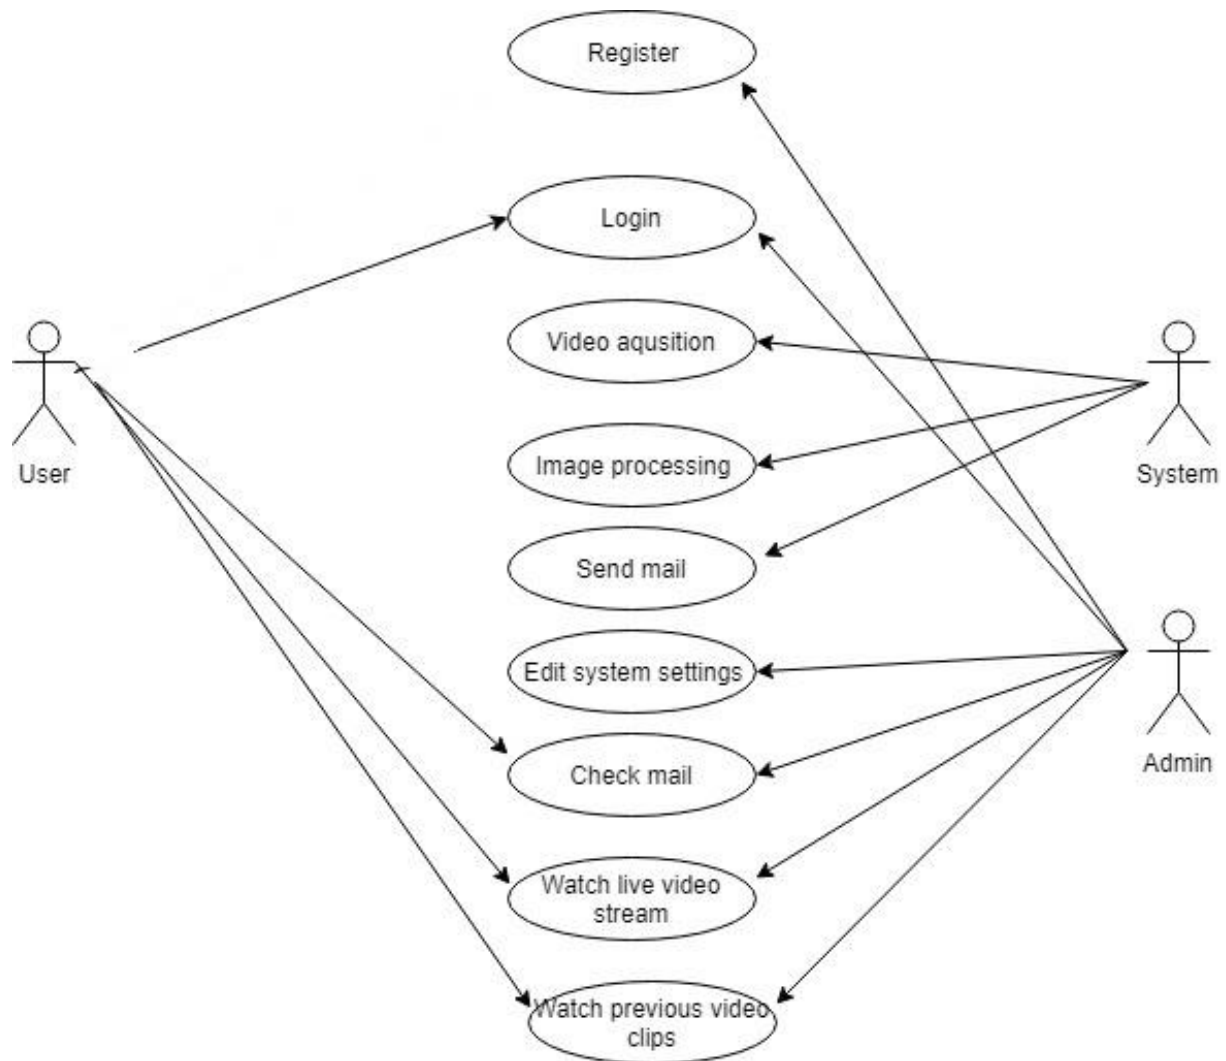 Register
Login
Video aqusition
Image processing
Send mail
Edit system settings
Check mail
Watch live video
stream
Watch previous video
clips
User
System
Admin